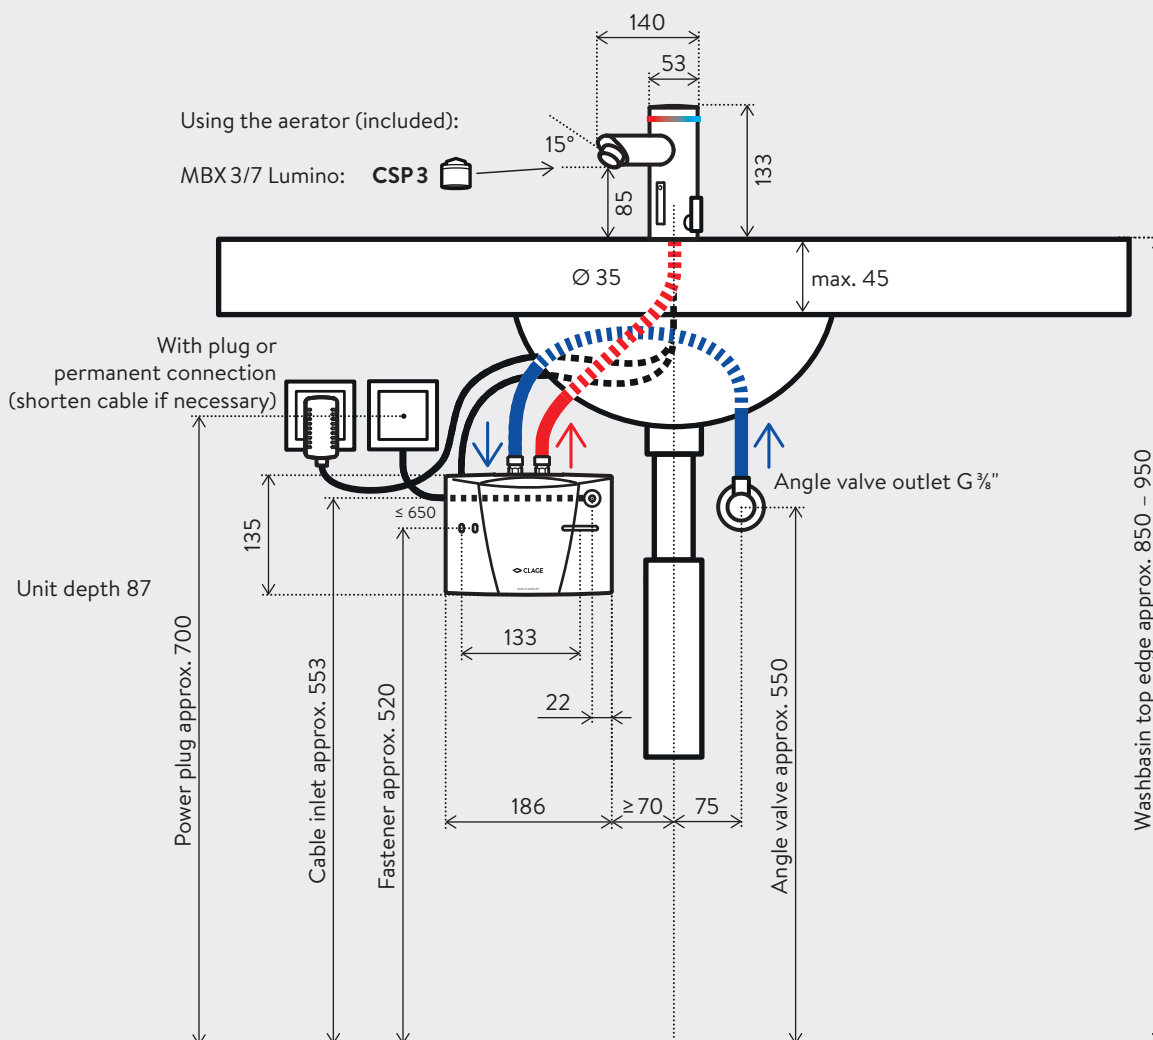 140
53
Using the aerator (included):
15°
MBX 3/7 Lumino: CSP 3
133
85
Ø 35
max. 45
With plug or
permanent connection
(shorten cable if necessary)
Angle valve outlet G ⅜"
≤ 650
135
CLAGE
Unit depth 87
133
22
186
≥ 70
75
Power plug approx. 700
Cable inlet approx. 553
Fastener approx. 520
Angle valve approx. 550
Washbasin top edge approx. 850 – 950